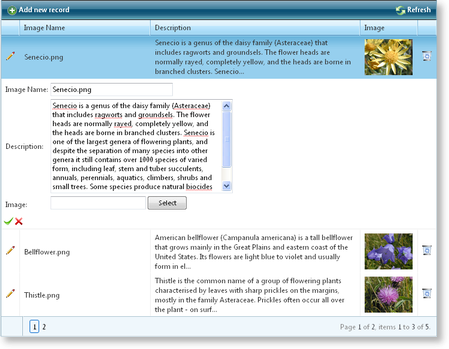 Add new record Refresh
Image Name Description Image
Senecio.png
Senecio is a genus of the daisy family (Asteraceae) that
includes ragworts and groundsels. The flower heads are
normally rayed, completely yellow, and the heads are borne in
branched clusters. Senecio...
Image Name: Senecio.png
Description:
Senecio is a genus of the daisy family (Asteraceae)
that includes ragworts and groundsels. The flower
heads are normally rayed, completely yellow, and
the heads are borne in branched clusters. Senecio is
one of the largest genera of flowering plants, and
despite the separation of many species into other
genera it still contains over 1000 species of varied
form, including leaf, stem and tuber succulents,
annuals, perennials, aquatics, climbers, shrubs and
small trees. Some species produce natural biocides
Image: Select
Bellflower.png
American bellflower (Campanula americana) is a tall bellflower
that grows mainly in the Great Plains and eastern coast of the
United States. Its flowers are light blue to violet and usually
form in el...
Thistle.png
Thistle is the common name of a group of flowering plants
characterised by leaves with sharp prickles on the margins,
mostly in the family Asteraceae. Prickles often occur all over
the plant - on surf...
1 2 Page 1 of 2, items 1 to 3 of 5.